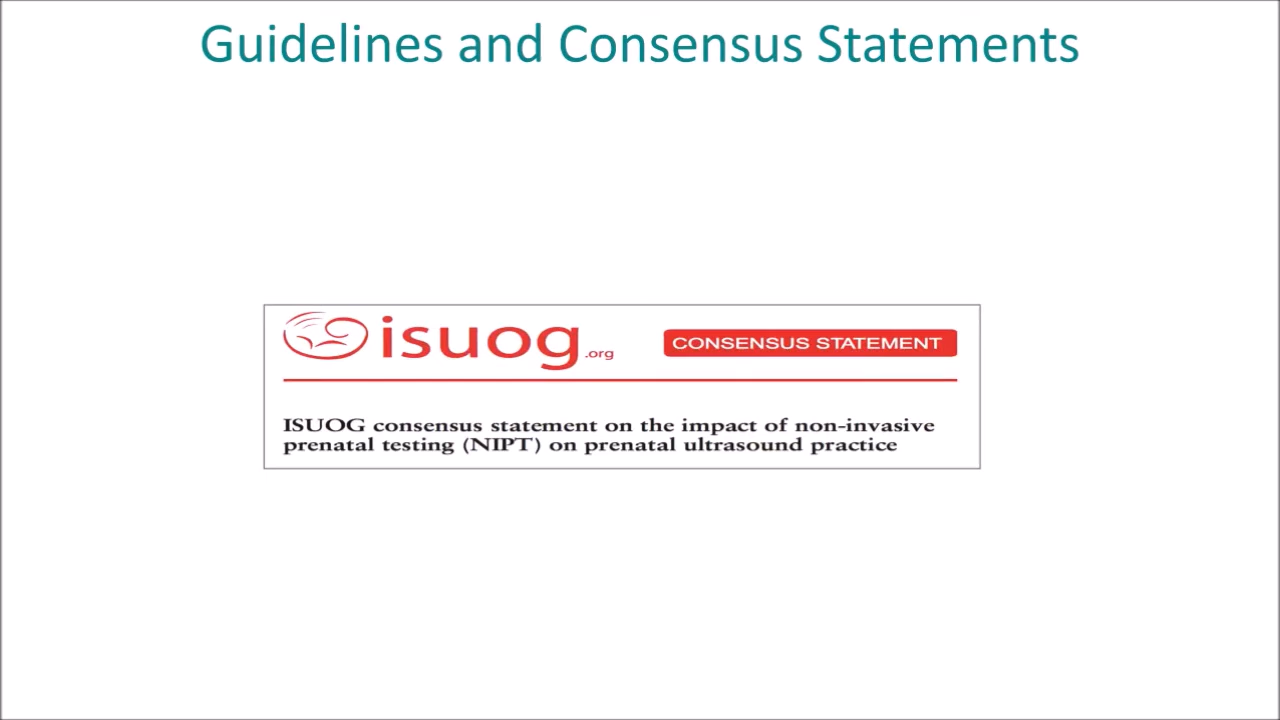 Guidelines and Consensus Statements
isuog.org
CONSENSUS STATEMENT
ISUOG consensus statement on the impact of non-invasive
prenatal testing (NIPT) on prenatal ultrasound practice